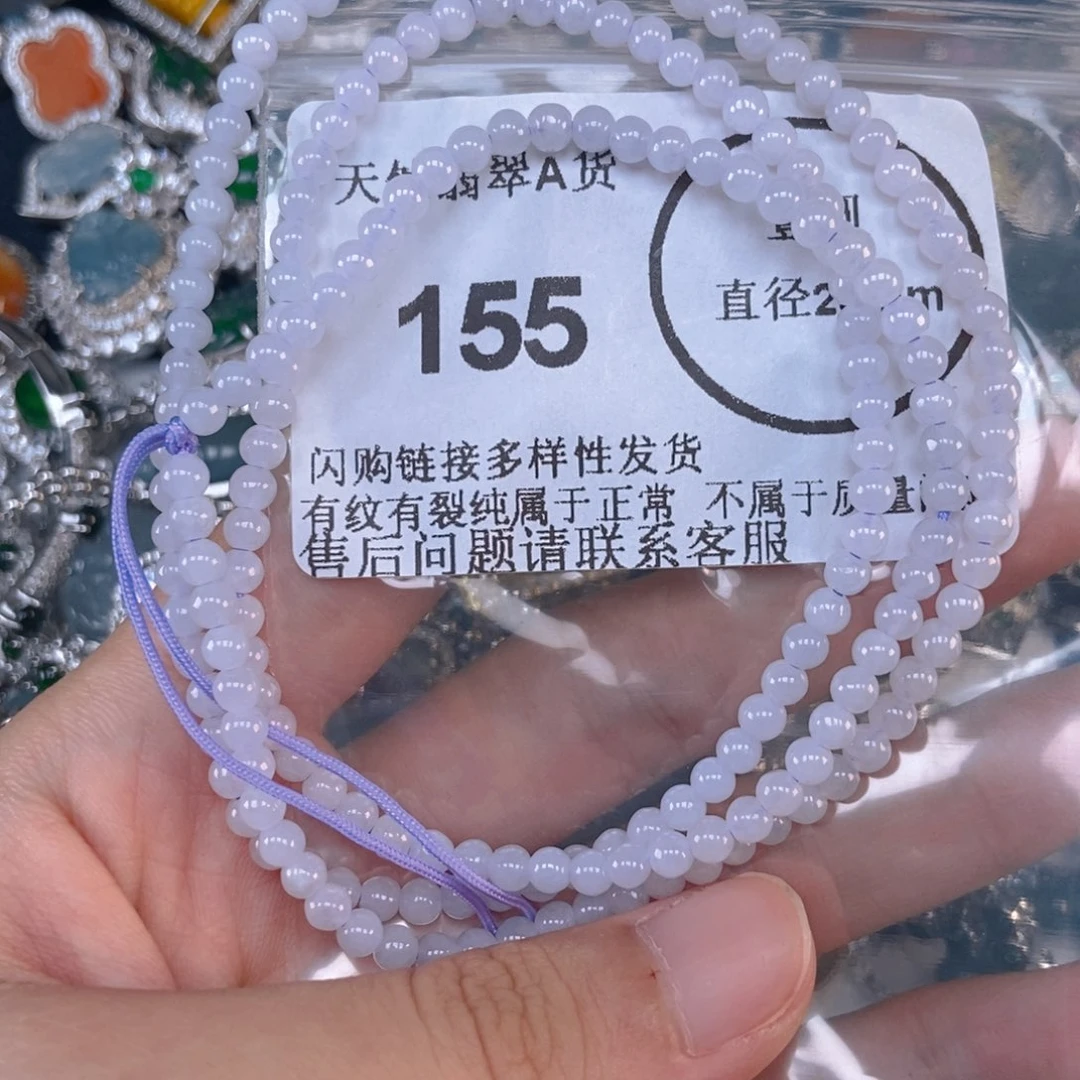 天 翡翠A货
155
直径2 m
闪购链接多样性发货
有纹有裂纯属于正常 不属于质量
售后问题请联系客服